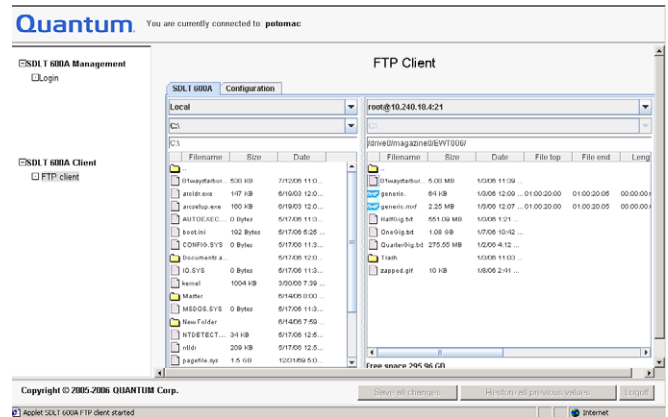 Quantum. You are currently connected to: potomac
FTP Client
SDLT 600A Management
Login
SDLT 600A Client
FTP client
SDLT 600A Configuration
Local
C:\
C:\
Filename Size Date
..
530 KB 7/12/06 11:0...
arcldr.exe 147 KB 6/19/03 12:0...
arcsetup.exe 160 KB 6/19/03 12:0...
AUTOEXEC.... 0 Bytes 5/17/06 11:3...
boot.ini 192 Bytes 5/17/06 5:26 ...
CONFIG.SYS 0 Bytes 5/17/06 11:3...
Documents a... 5/17/06 12:0...
IO.SYS 0 Bytes 5/17/06 11:3...
kernel 1004 KB 3/30/06 7:39 ...
Master 6/14/06 8:00 ...
MSDOS.SYS 0 Bytes 5/17/06 11:3...
New Folder 6/14/06 7:59 ...
NTDETECT.... 34 KB 5/17/06 12:5...
ntldr 209 KB 5/17/06 12:5...
pagefile.sys 1.5 GB 12/31/69 5:0...
root@10.240.18.4:21
C:\
/drive0/magazine0/EWT006/
Filename Size Date File top File end Leng
..
5.00 MB 1/3/06 11:39 ...
generic. 64 KB 1/3/06 12:09 ... 01:00:20:00 01:00:20:05 00:00:00:
generic.mxf 2.25 MB 1/3/06 12:07 ... 01:00:20:00 01:00:20:05 00:00:00:
HalfGig.txt 551.09 MB 1/3/06 1:21 ...
OneGig.txt 1.08 GB 1/7/06 10:42 ...
QuarterGig.txt 275.55 MB 1/2/06 4:12 ...
Trash 1/3/06 11:03 ...
zapped.gif 10 KB 1/8/06 2:41 ...
Free space 295.96 GB
Copyright © 2005-2006 QUANTUM Corp.
Save all changes Restore all previous values Logoff
Applet SDLT 600A FTP client started Internet